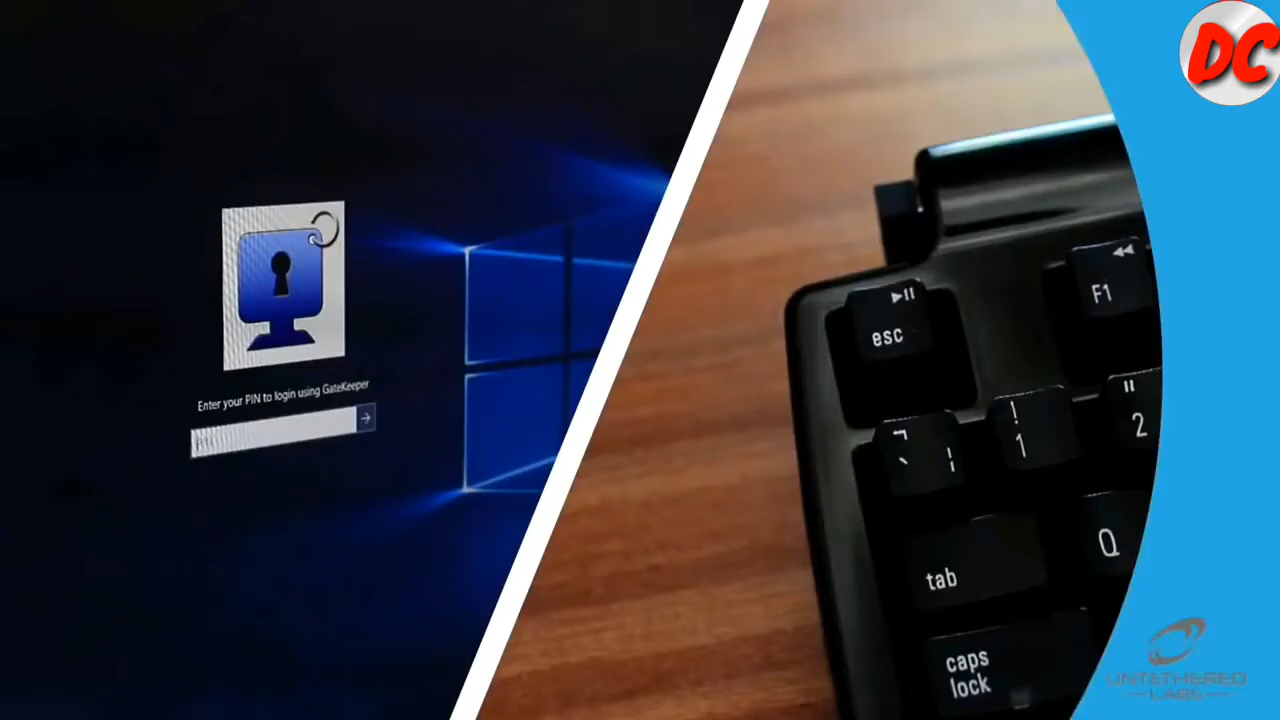 DC
Enter your PIN to login using GateKeeper
esc
F1
!
1
"
2
tab
Q
caps
lock
UNTETHERED
LABS